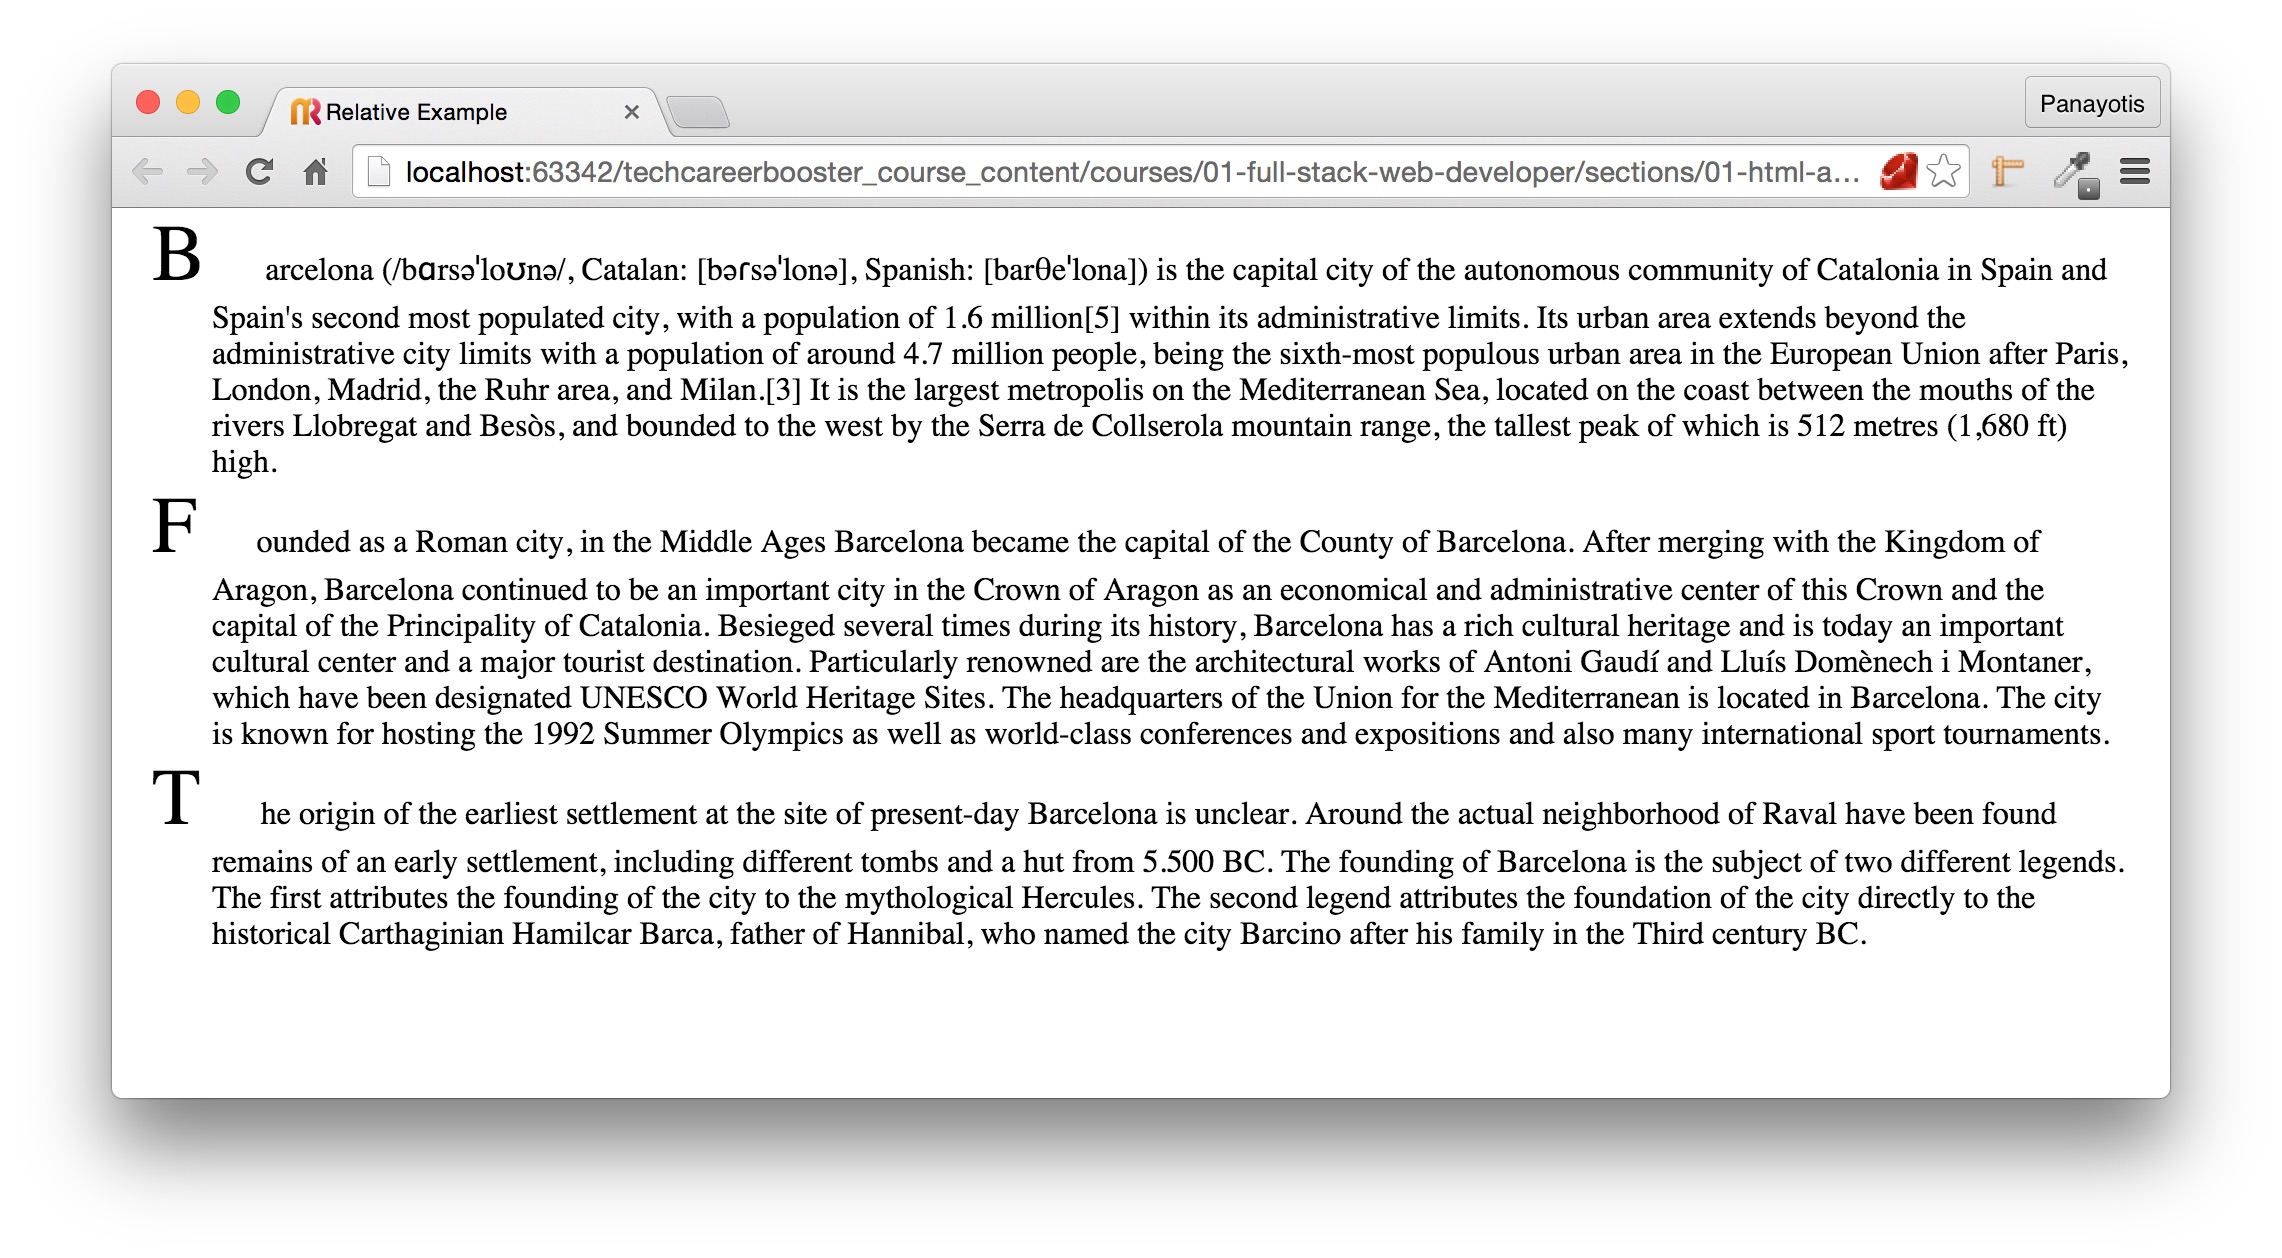 Relative Example
Panayotis
localhost:63342/techcareerbooster_course_content/courses/01-full-stack-web-developer/sections/01-html-a...
Barcelona (/bɑrsəˈloʊnə/, Catalan: [bərsəˈlonə], Spanish: [barθeˈlona]) is the capital city of the autonomous community of Catalonia in Spain and
Spain's second most populated city, with a population of 1.6 million[5] within its administrative limits. Its urban area extends beyond the
administrative city limits with a population of around 4.7 million people, being the sixth-most populous urban area in the European Union after Paris,
London, Madrid, the Ruhr area, and Milan.[3] It is the largest metropolis on the Mediterranean Sea, located on the coast between the mouths of the
rivers Llobregat and Besòs, and bounded to the west by the Serra de Collserola mountain range, the tallest peak of which is 512 metres (1,680 ft)
high.
Founded as a Roman city, in the Middle Ages Barcelona became the capital of the County of Barcelona. After merging with the Kingdom of
Aragon, Barcelona continued to be an important city in the Crown of Aragon as an economical and administrative center of this Crown and the
capital of the Principality of Catalonia. Besieged several times during its history, Barcelona has a rich cultural heritage and is today an important
cultural center and a major tourist destination. Particularly renowned are the architectural works of Antoni Gaudí and Lluís Domènech i Montaner,
which have been designated UNESCO World Heritage Sites. The headquarters of the Union for the Mediterranean is located in Barcelona. The city
is known for hosting the 1992 Summer Olympics as well as world-class conferences and expositions and also many international sport tournaments.
The origin of the earliest settlement at the site of present-day Barcelona is unclear. Around the actual neighborhood of Raval have been found
remains of an early settlement, including different tombs and a hut from 5.500 BC. The founding of Barcelona is the subject of two different legends.
The first attributes the founding of the city to the mythological Hercules. The second legend attributes the foundation of the city directly to the
historical Carthaginian Hamilcar Barca, father of Hannibal, who named the city Barcino after his family in the Third century BC.